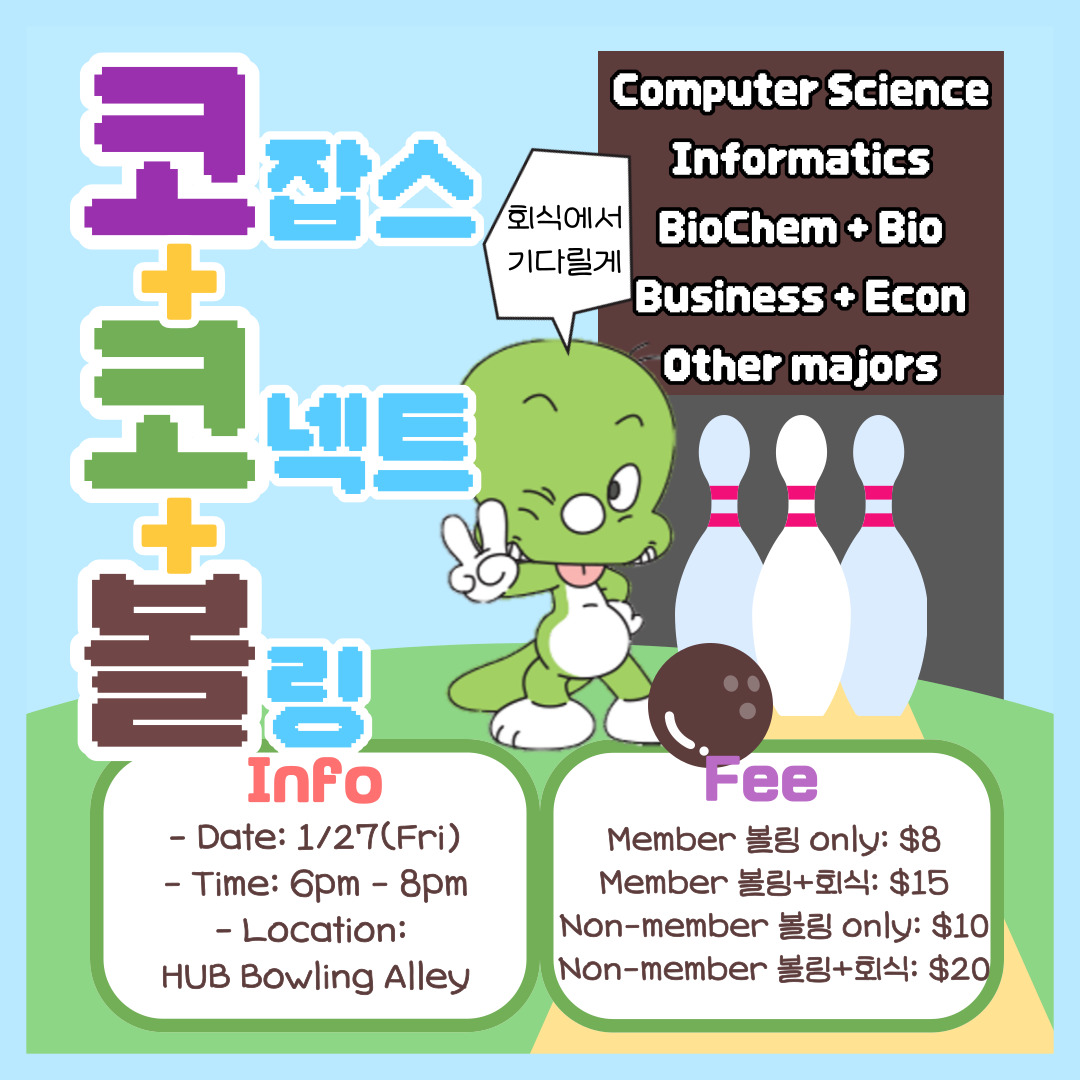 코잡스
+
코넥트
+
볼링
회식에서
기다릴게
Computer Science
Informatics
BioChem + Bio
Business + Econ
Other majors
Info
- Date: 1/27(Fri)
- Time: 6pm - 8pm
- Location:
HUB Bowling Alley
Fee
Member 볼링 only: $8
Member 볼링+회식: $15
Non-member 볼링 only: $10
Non-member 볼링+회식: $20